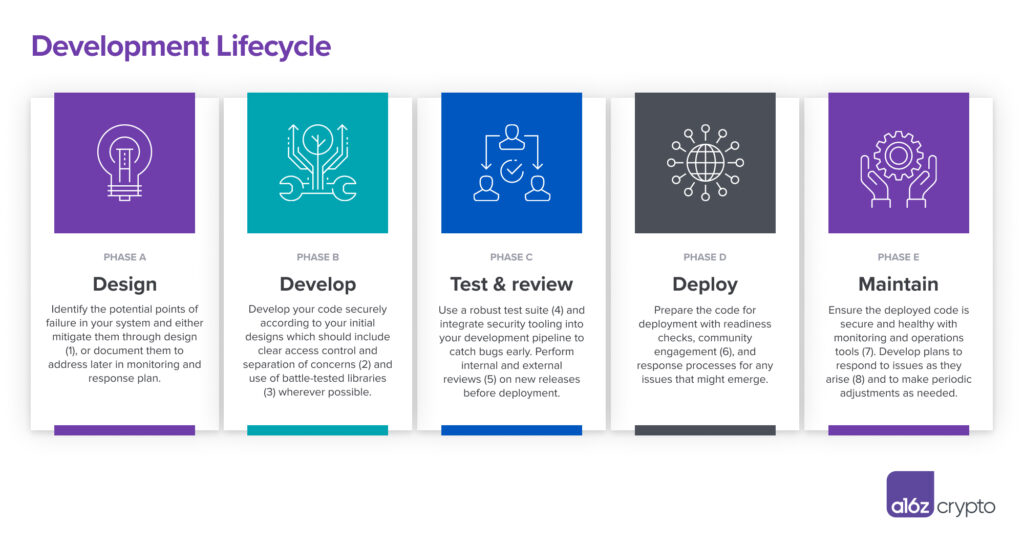 Development Lifecycle
PHASE A
Design
Identify the potential points of
failure in your system and either
mitigate them through design
(1), or document them to
address later in monitoring and
response plan.
PHASE B
Develop
Develop your code securely
according to your initial
designs which should include
clear access control and
separation of concerns (2) and
use of battle-tested libraries
(3) wherever possible.
PHASE C
Test & review
Use a robust test suite (4) and
integrate security tooling into
your development pipeline to
catch bugs early. Perform
internal and external
reviews (5) on new releases
before deployment.
PHASE D
Deploy
Prepare the code for
deployment with readiness
checks, community
engagement (6), and
response processes for any
issues that might emerge.
PHASE E
Maintain
Ensure the deployed code is
secure and healthy with
monitoring and operations
tools (7). Develop plans to
respond to issues as they
arise (8) and to make periodic
adjustments as needed.
a16z crypto